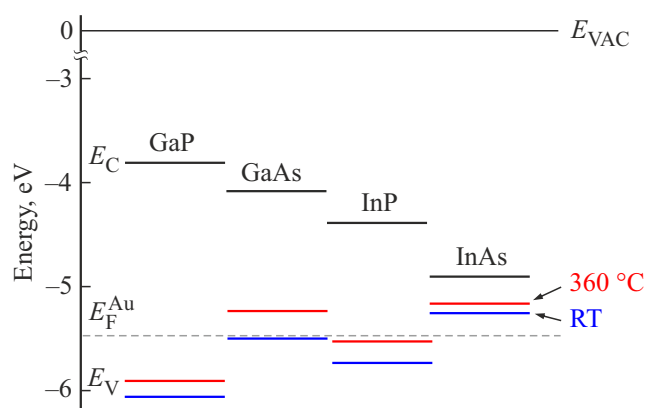 0
E_VAC
–3
GaP
E_C
GaAs
–4
InP
Energy, eV
InAs
–5
360 °C
E_F^Au
RT
E_V
–6